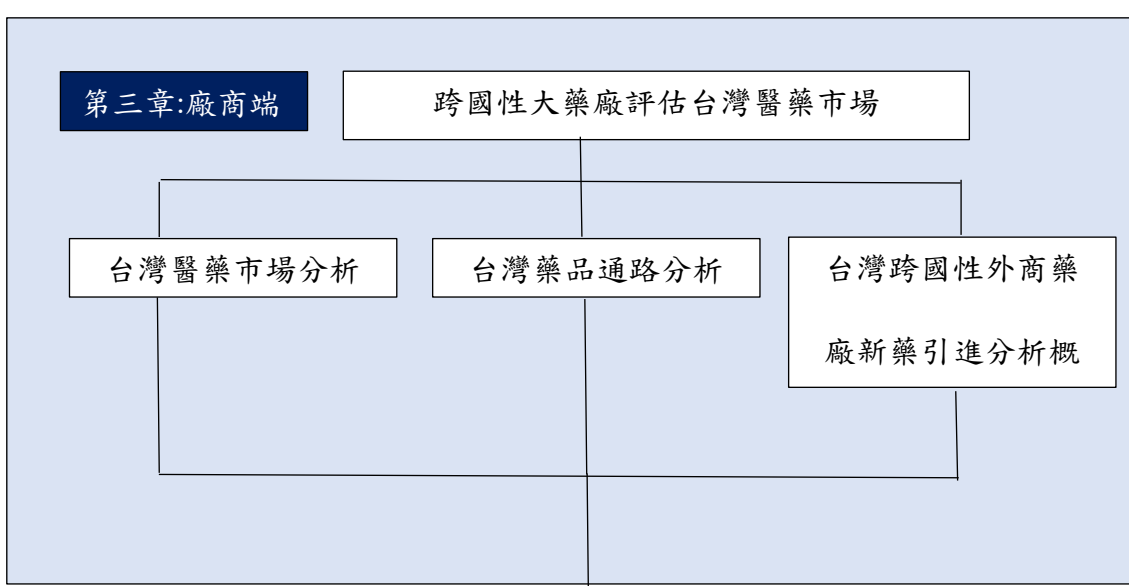 第三章:廠商端
跨國性大藥廠評估台灣醫藥市場
台灣醫藥市場分析
台灣藥品通路分析
台灣跨國性外商藥
廠新藥引進分析概